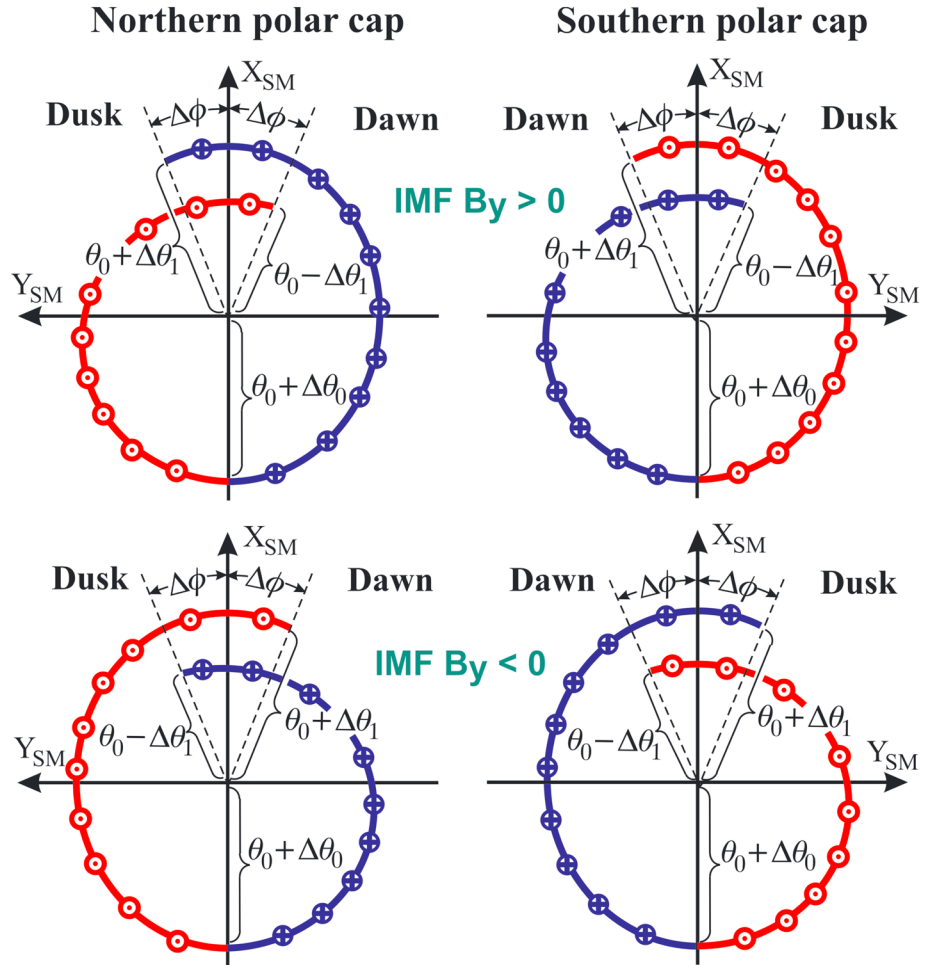 Northern polar cap
Southern polar cap
X_SM
X_SM
Dusk
Δϕ
Δϕ
Dawn
Dawn
Δϕ
Δϕ
Dusk
IMF By > 0
θ₀+Δθ₁
θ₀−Δθ₁
θ₀+Δθ₁
θ₀−Δθ₁
Y_SM
Y_SM
θ₀+Δθ₀
θ₀+Δθ₀
X_SM
X_SM
Dusk
Δϕ
Δϕ
Dawn
Dawn
Δϕ
Δϕ
Dusk
IMF By < 0
θ₀−Δθ₁
θ₀+Δθ₁
θ₀−Δθ₁
θ₀+Δθ₁
Y_SM
Y_SM
θ₀+Δθ₀
θ₀+Δθ₀